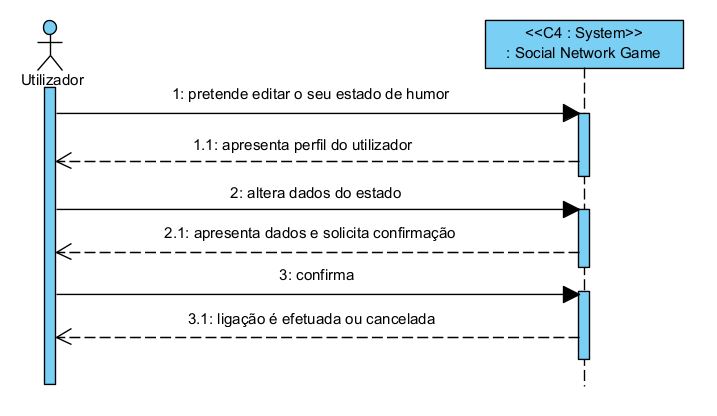 <<C4 : System>>
: Social Network Game
Utilizador
1: pretende editar o seu estado de humor
1.1: apresenta perfil do utilizador
2: altera dados do estado
2.1: apresenta dados e solicita confirmação
3: confirma
3.1: ligação é efetuada ou cancelada